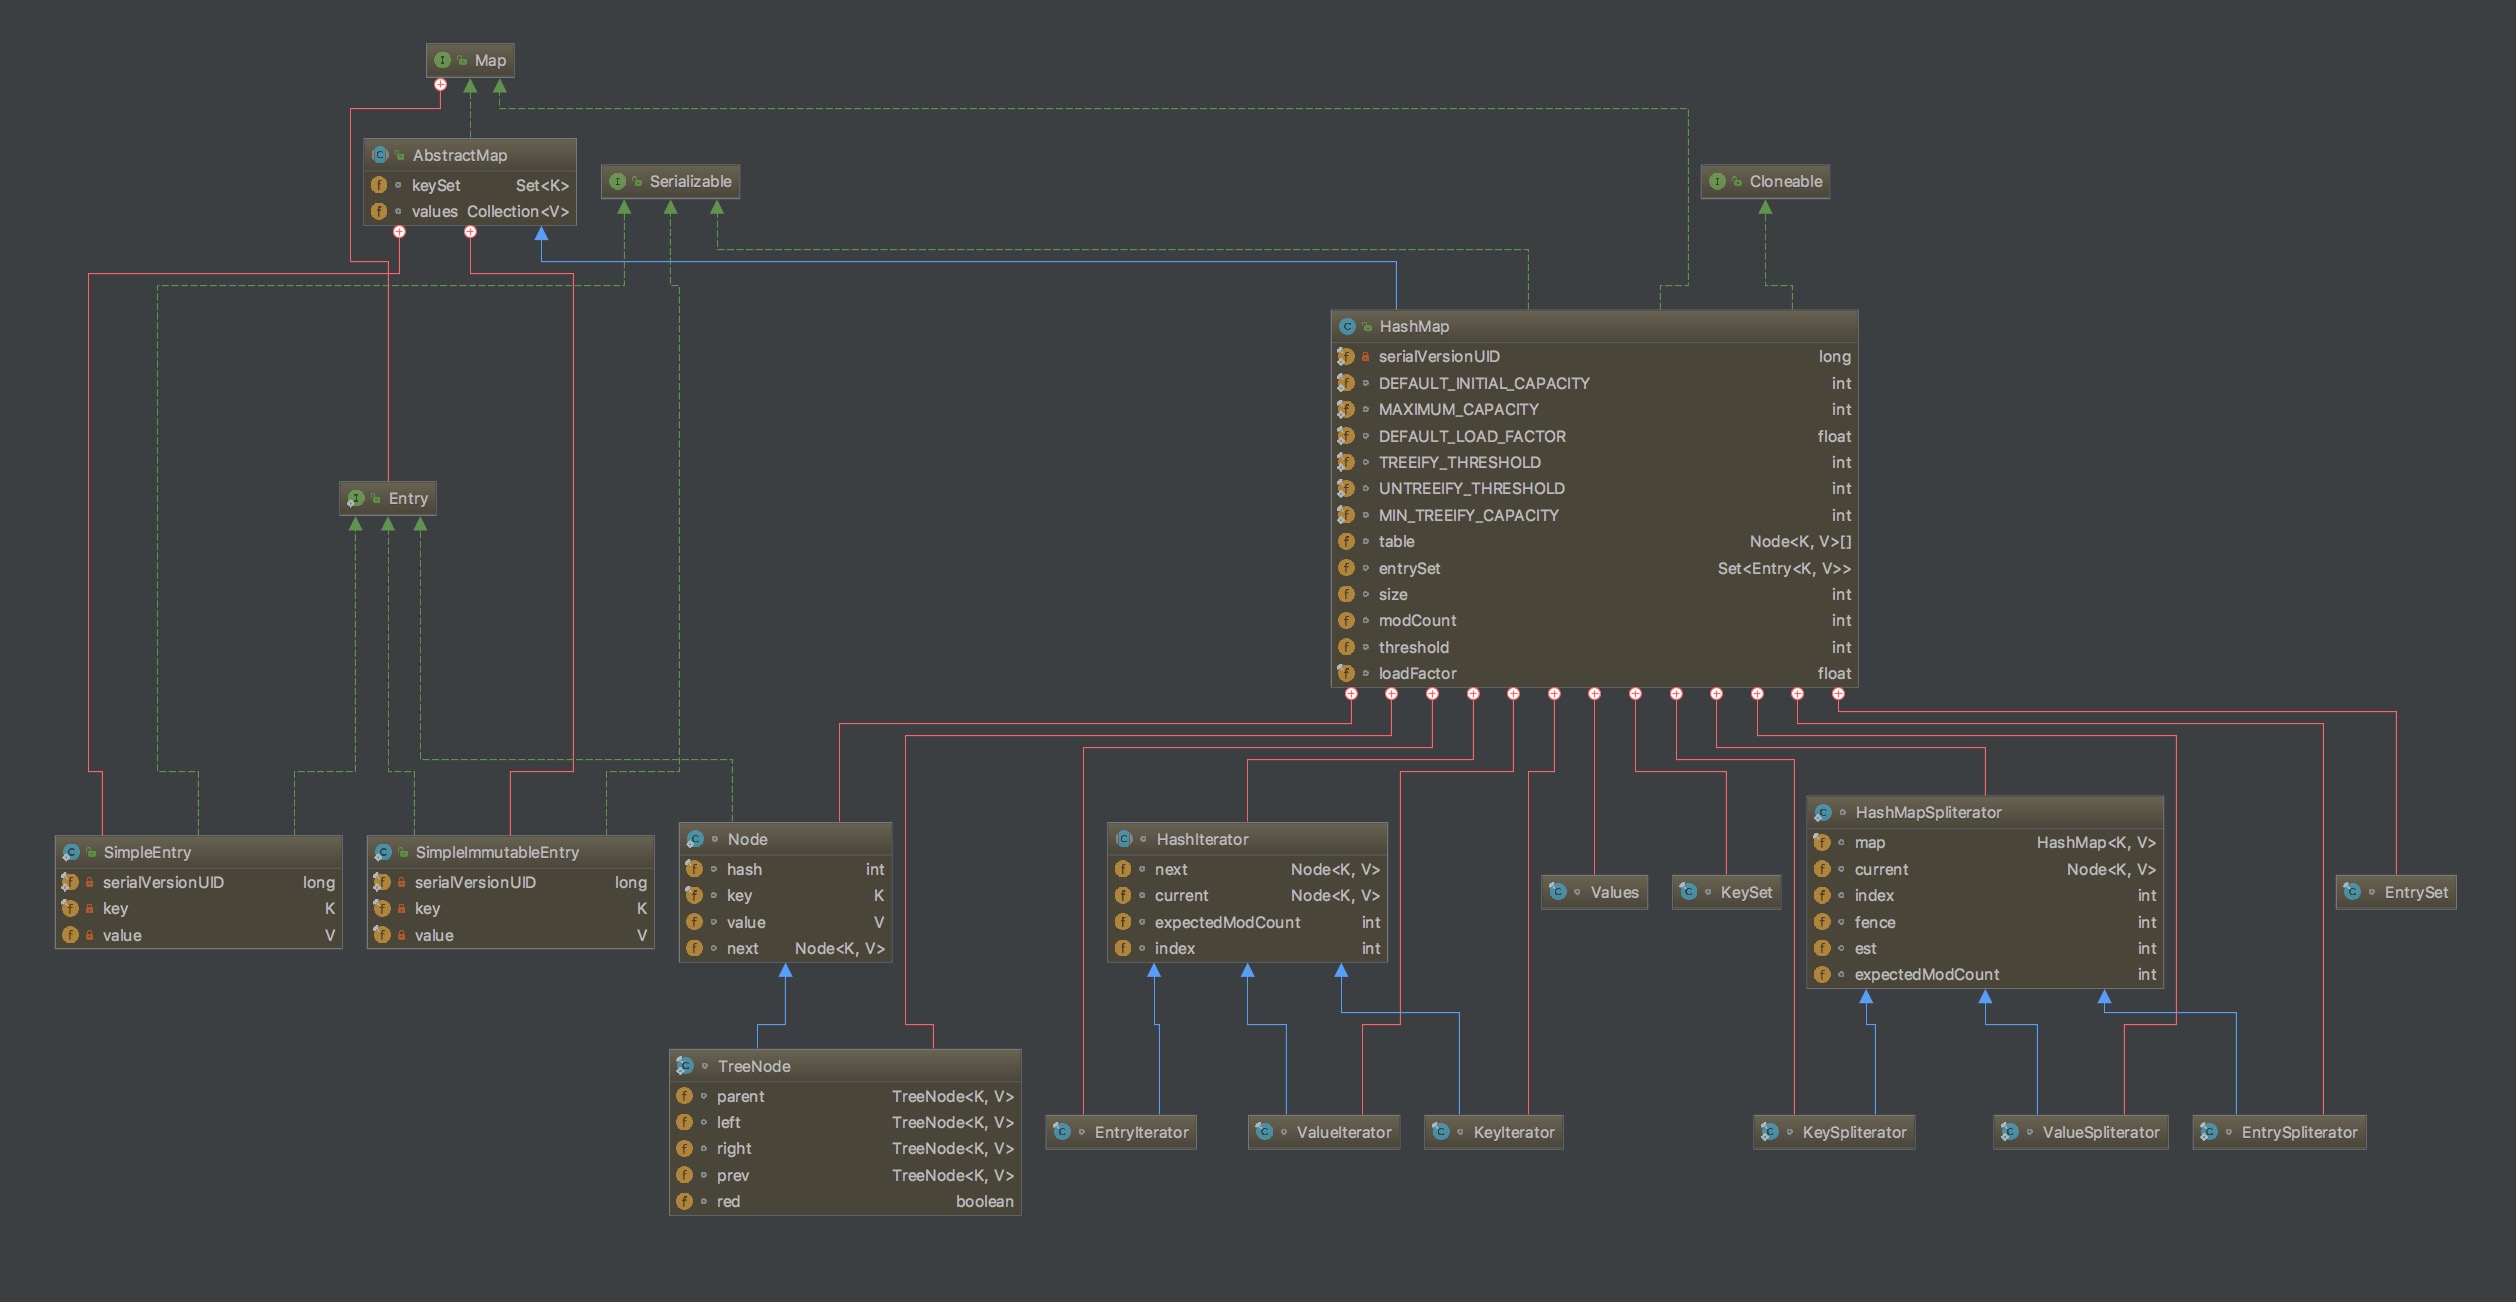 Map
AbstractMap
keySet Set<K>
values Collection<V>
Serializable
Cloneable
HashMap
serialVersionUID long
DEFAULT_INITIAL_CAPACITY int
MAXIMUM_CAPACITY int
DEFAULT_LOAD_FACTOR float
TREEIFY_THRESHOLD int
UNTREEIFY_THRESHOLD int
MIN_TREEIFY_CAPACITY int
table Node<K, V>[]
entrySet Set<Entry<K, V>>
size int
modCount int
threshold int
loadFactor float
Entry
SimpleEntry
serialVersionUID long
key K
value V
SimpleImmutableEntry
serialVersionUID long
key K
value V
Node
hash int
key K
value V
next Node<K, V>
HashIterator
next Node<K, V>
current Node<K, V>
expectedModCount int
index int
Values
KeySet
HashMapSpliterator
map HashMap<K, V>
current Node<K, V>
index int
fence int
est int
expectedModCount int
EntrySet
TreeNode
parent TreeNode<K, V>
left TreeNode<K, V>
right TreeNode<K, V>
prev TreeNode<K, V>
red boolean
EntryIterator
ValueIterator
KeyIterator
KeySpliterator
ValueSpliterator
EntrySpliterator